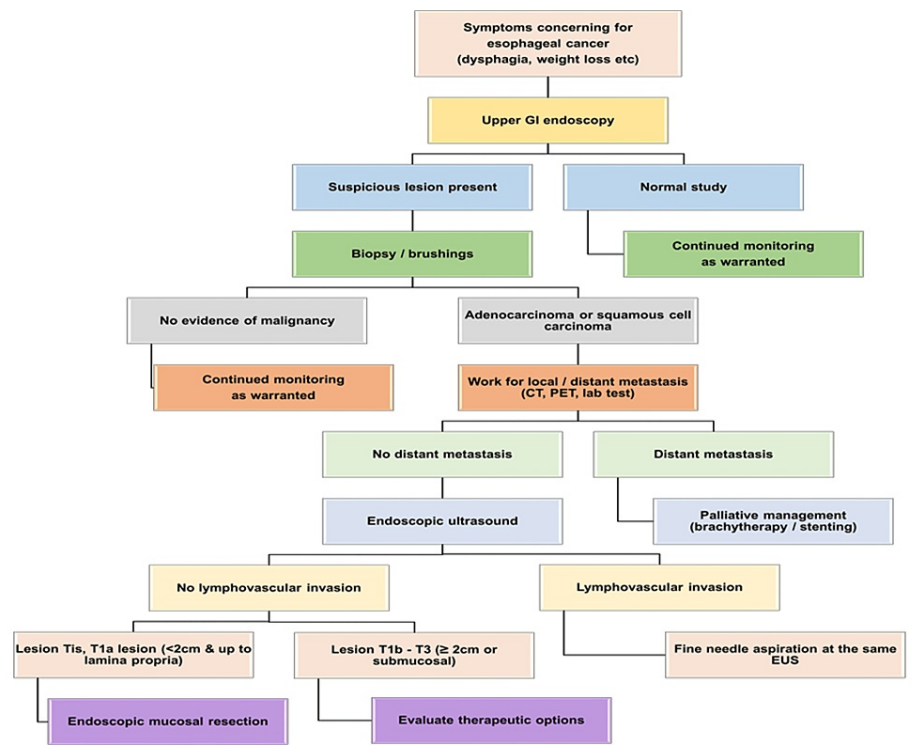 Symptoms concerning for
esophageal cancer
(dysphagia, weight loss etc)
Upper GI endoscopy
Suspicious lesion present
Normal study
Biopsy / brushings
Continued monitoring
as warranted
No evidence of malignancy
Adenocarcinoma or squamous cell
carcinoma
Continued monitoring
as warranted
Work for local / distant metastasis
(CT, PET, lab test)
No distant metastasis
Distant metastasis
Endoscopic ultrasound
Palliative management
(brachytherapy / stenting)
No lymphovascular invasion
Lymphovascular invasion
Lesion Tis, T1a lesion (<2cm & up to
lamina propria)
Lesion T1b - T3 (≥ 2cm or
submucosal)
Fine needle aspiration at the same
EUS
Endoscopic mucosal resection
Evaluate therapeutic options